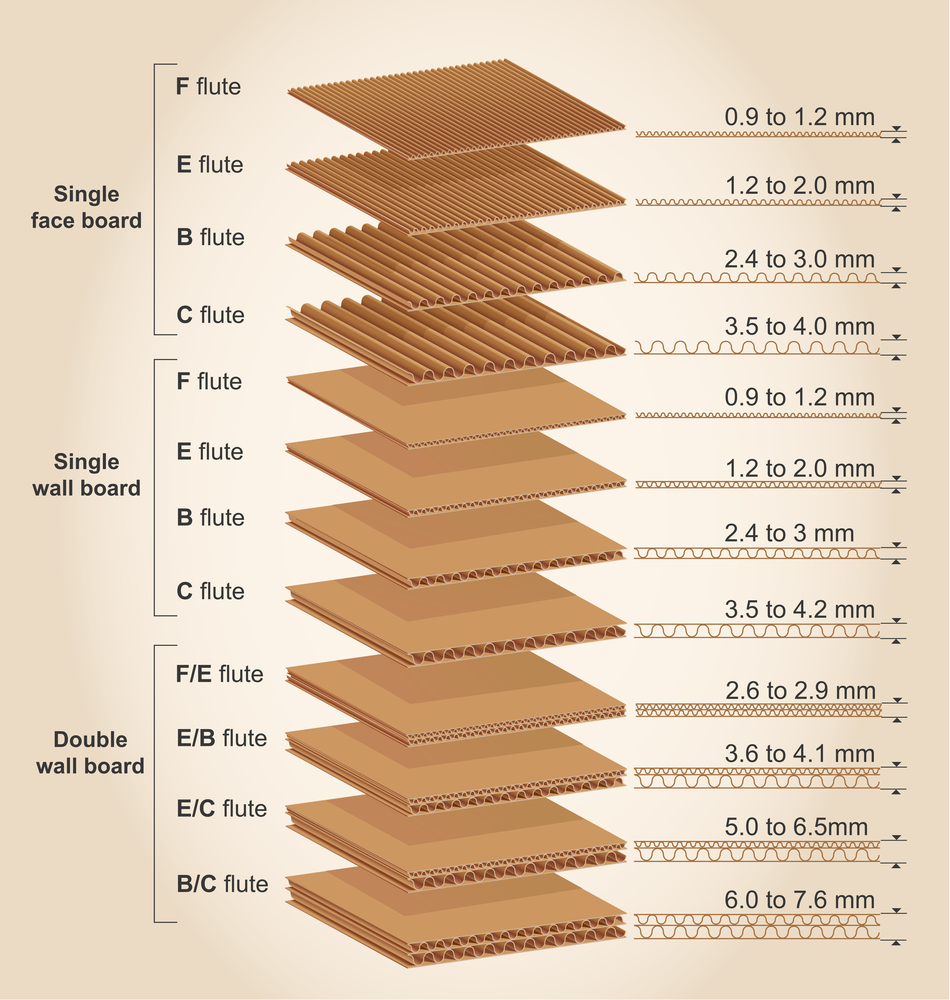 F flute
0.9 to 1.2 mm
E flute
1.2 to 2.0 mm
Single
face board
B flute
2.4 to 3.0 mm
C flute
3.5 to 4.0 mm
F flute
0.9 to 1.2 mm
E flute
1.2 to 2.0 mm
Single
wall board
B flute
2.4 to 3 mm
C flute
3.5 to 4.2 mm
F/E flute
2.6 to 2.9 mm
E/B flute
3.6 to 4.1 mm
Double
wall board
E/C flute
5.0 to 6.5mm
B/C flute
6.0 to 7.6 mm